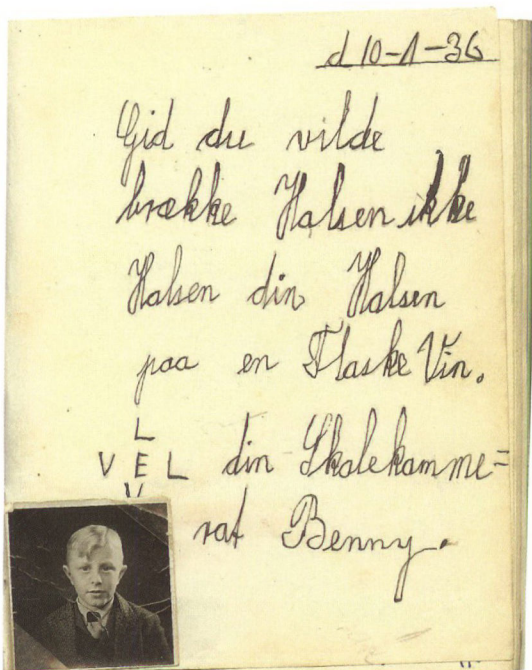 d 10-1-36
Gid du vilde
brække Halsen ikke
Halsen din Halsen
paa en Flaske Vin.
L
VEL din Skolekamme=
V
rat Benny.